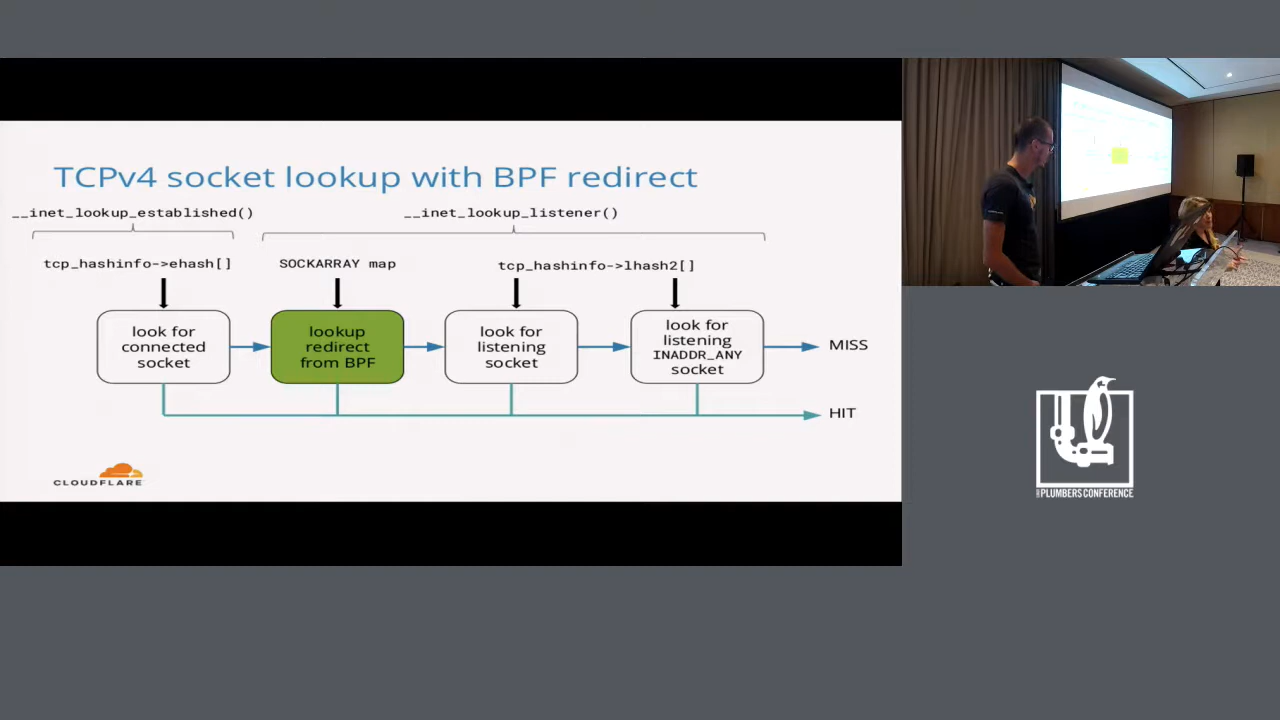 TCPv4 socket lookup with BPF redirect
__inet_lookup_established()
__inet_lookup_listener()
tcp_hashinfo->ehash[]
SOCKARRAY map
tcp_hashinfo->lhash2[]
look for
connected
socket
lookup
redirect
from BPF
look for
listening
socket
look for
listening
INADDR_ANY
socket
MISS
HIT
CLOUDFLARE
PLUMBERS CONFERENCE